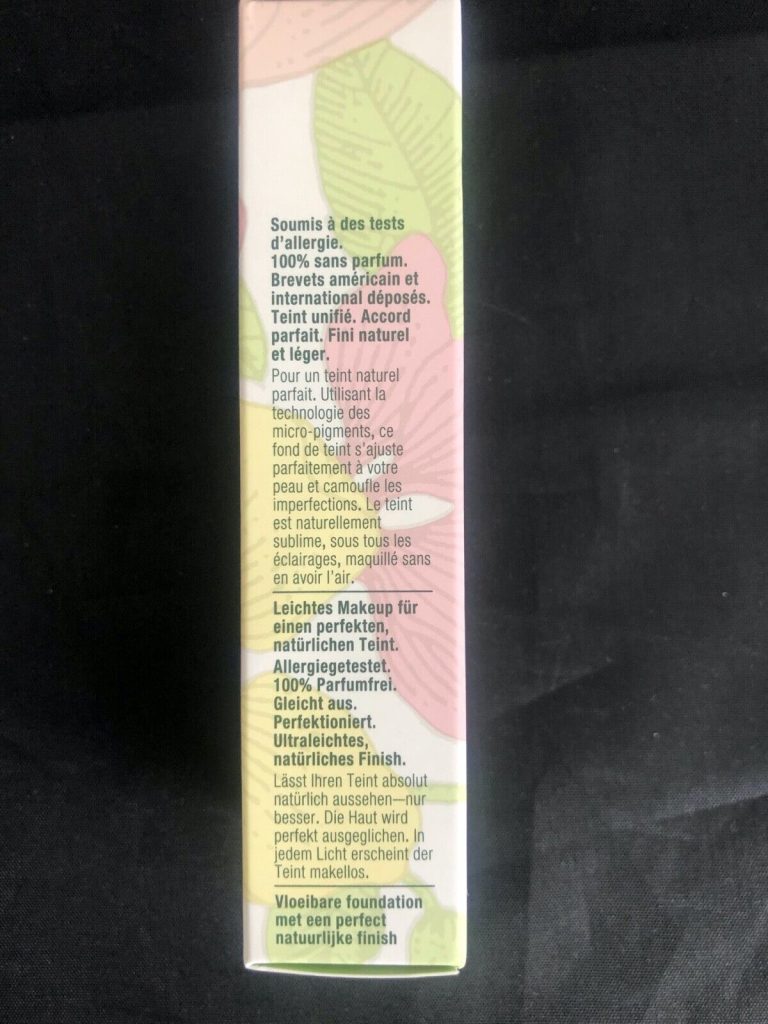 Soumis à des tests
d'allergie.
100% sans parfum.
Brevets américain et
international déposés.
Teint unifié. Accord
parfait. Fini naturel
et léger.
Pour un teint naturel
parfait. Utilisant la
technologie des
micro-pigments, ce
fond de teint s'ajuste
parfaitement à votre
peau et camoufle les
imperfections. Le teint
est naturellement
sublime, sous tous les
éclairages, maquillé sans
en avoir l'air.
Leichtes Makeup für
einen perfekten,
natürlichen Teint.
Allergiegetestet.
100% Parfumfrei.
Gleicht aus.
Perfektioniert.
Ultraleichtes,
natürliches Finish.
Lässt Ihren Teint absolut
natürlich aussehen—nur
besser. Die Haut wird
perfekt ausgeglichen. In
jedem Licht erscheint der
Teint makellos.
Vloeibare foundation
met een perfect
natuurlijke finish